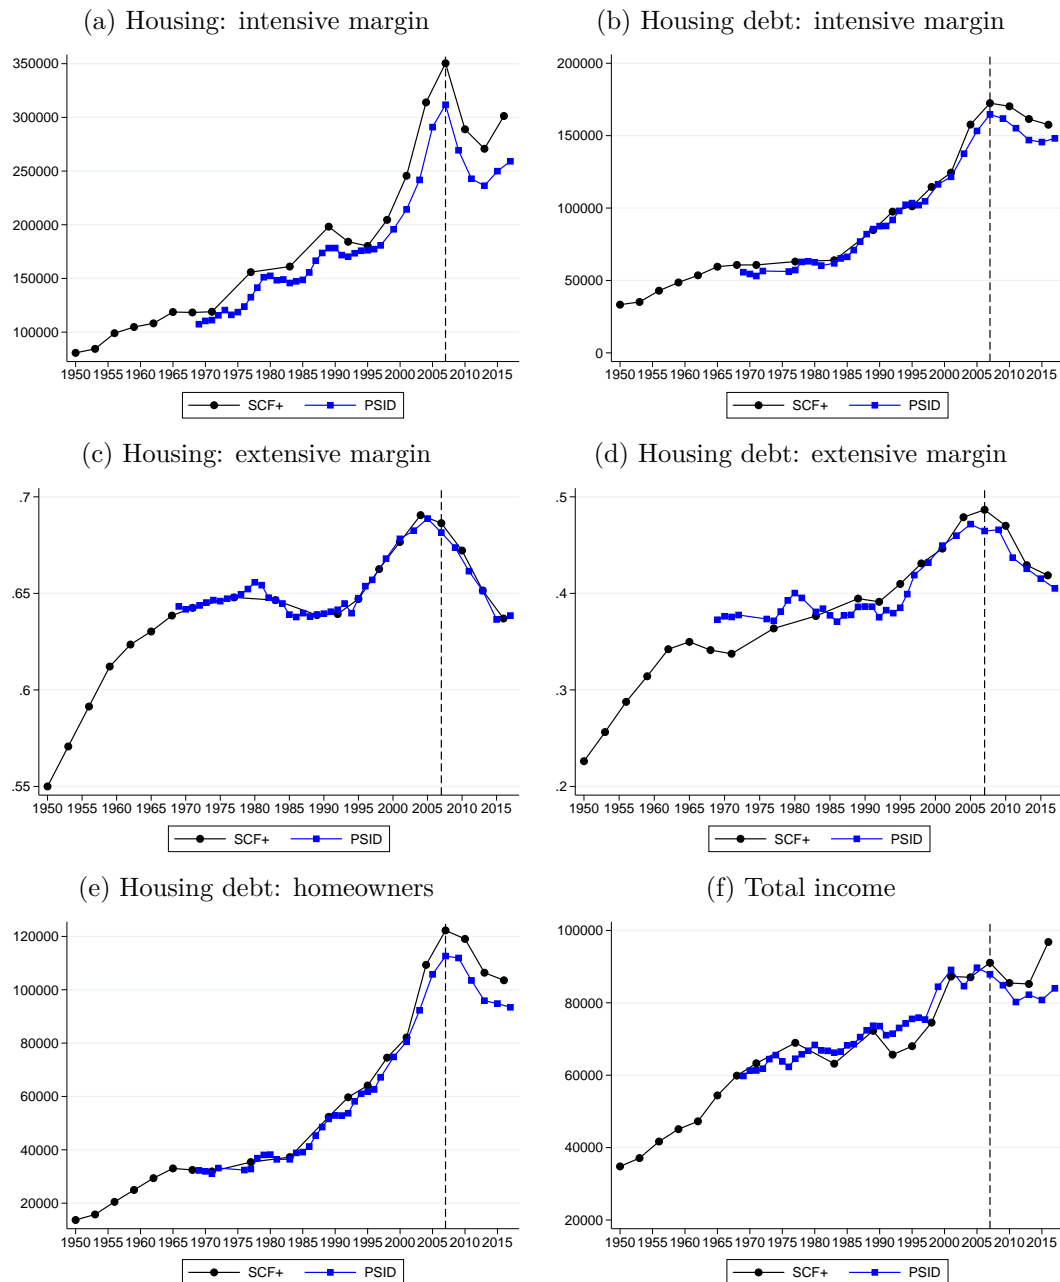 (a) Housing: intensive margin
350000
300000
250000
200000
150000
100000
1950 1955 1960 1965 1970 1975 1980 1985 1990 1995 2000 2005 2010 2015
SCF+ PSID
(b) Housing debt: intensive margin
200000
150000
100000
50000
0
1950 1955 1960 1965 1970 1975 1980 1985 1990 1995 2000 2005 2010 2015
SCF+ PSID
(c) Housing: extensive margin
.7
.65
.6
.55
1950 1955 1960 1965 1970 1975 1980 1985 1990 1995 2000 2005 2010 2015
SCF+ PSID
(d) Housing debt: extensive margin
.5
.4
.3
.2
1950 1955 1960 1965 1970 1975 1980 1985 1990 1995 2000 2005 2010 2015
SCF+ PSID
(e) Housing debt: homeowners
120000
100000
80000
60000
40000
20000
1950 1955 1960 1965 1970 1975 1980 1985 1990 1995 2000 2005 2010 2015
SCF+ PSID
(f) Total income
100000
80000
60000
40000
20000
1950 1955 1960 1965 1970 1975 1980 1985 1990 1995 2000 2005 2010 2015
SCF+ PSID